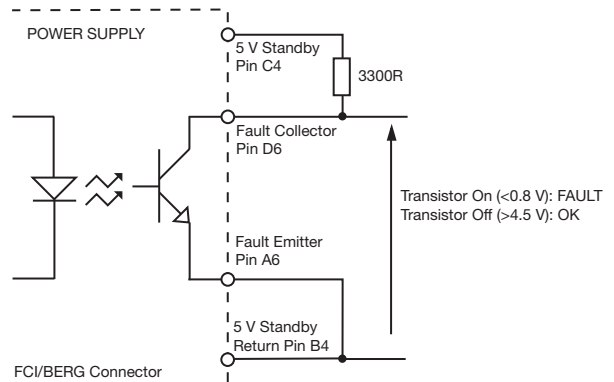 POWER SUPPLY
5 V Standby
Pin C4
3300R
Fault Collector
Pin D6
Transistor On (<0.8 V): FAULT
Transistor Off (>4.5 V): OK
Fault Emitter
Pin A6
5 V Standby
Return Pin B4
FCI/BERG Connector